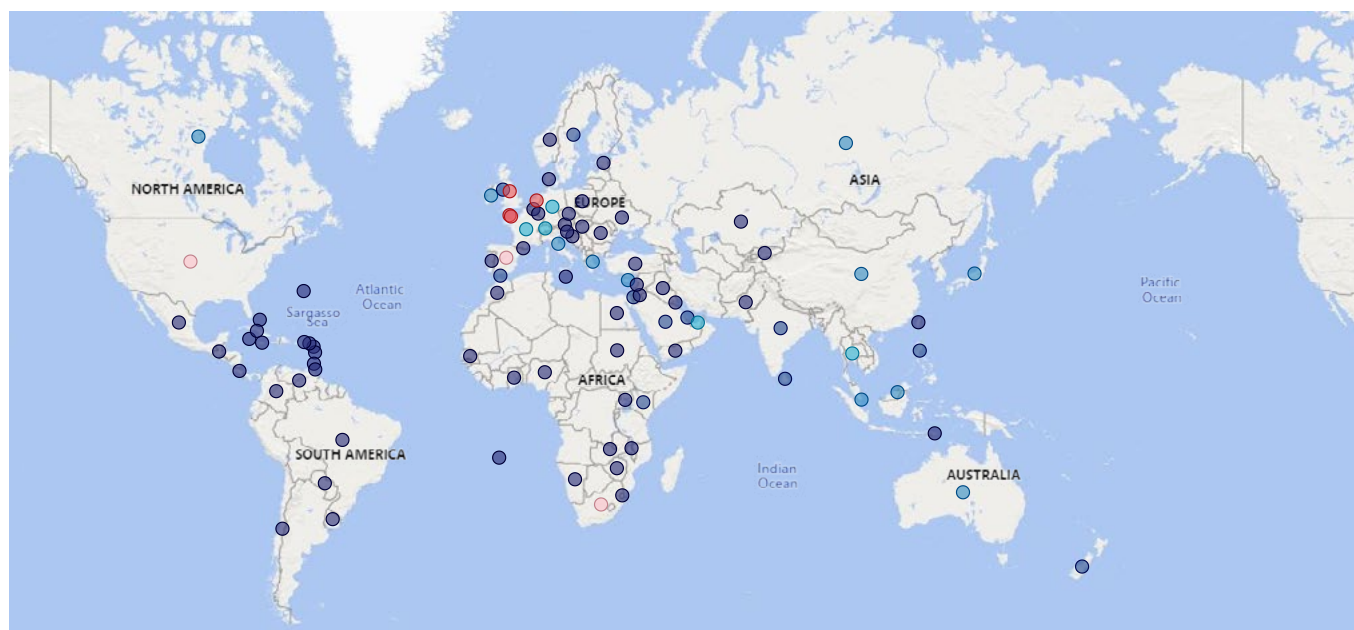 NORTH AMERICA
ASIA
EUROPE
Atlantic
Ocean
Sargasso
Sea
Pacific
Ocean
AFRICA
SOUTH AMERICA
Indian
Ocean
AUSTRALIA